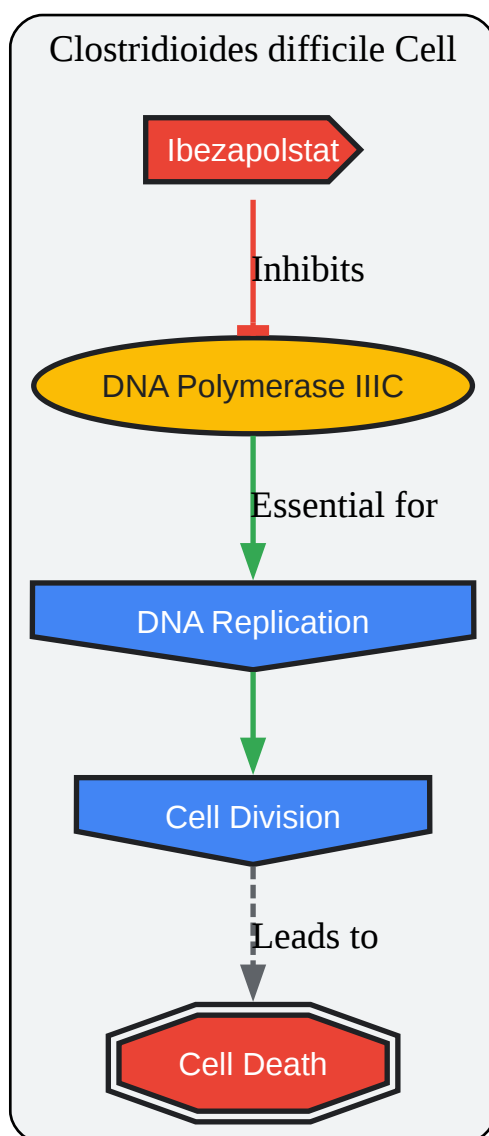 Clostridioides difficile Cell
Ibezapolstat
Inhibits
DNA Polymerase IIIC
Essential for
DNA Replication
Cell Division
Leads to
Cell Death